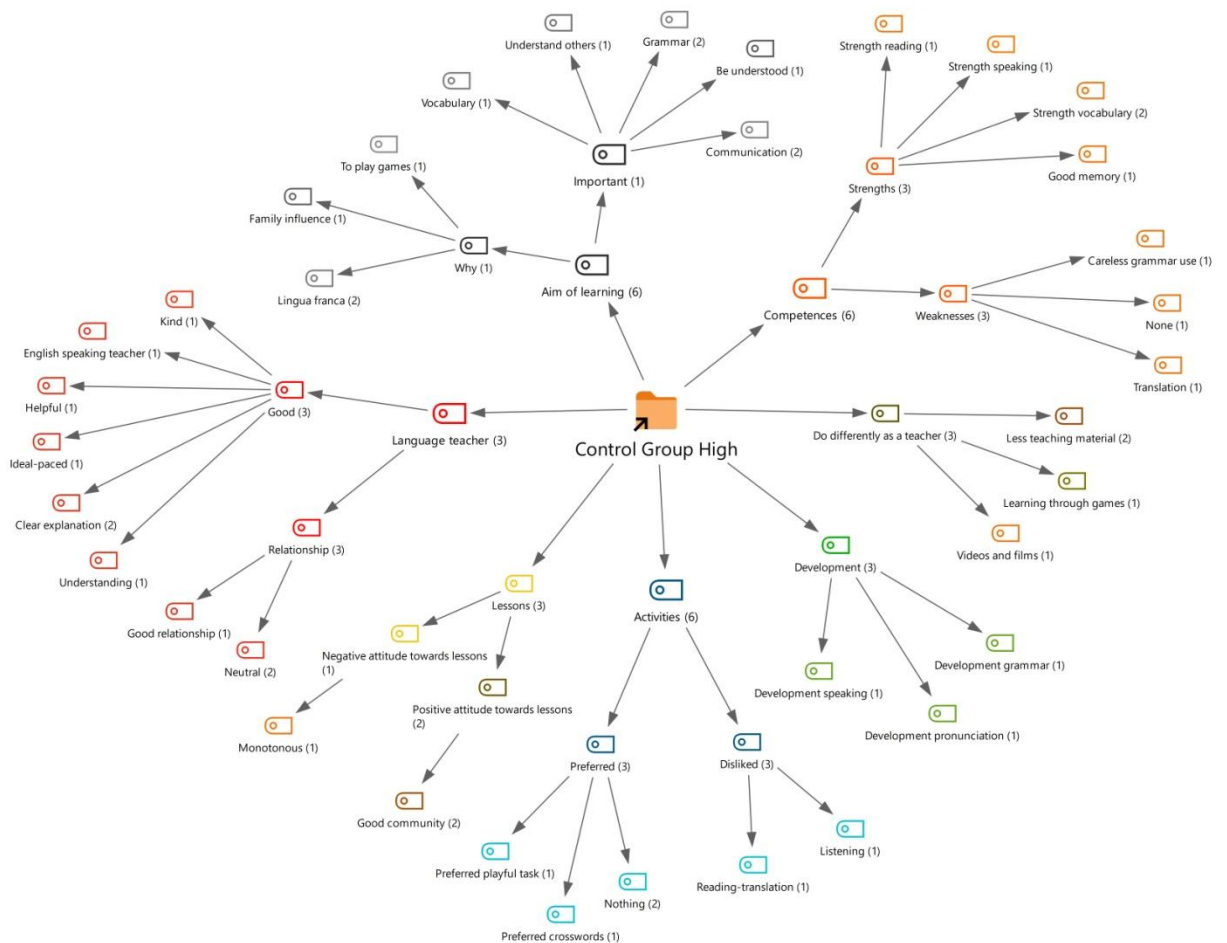 Understand others (1)
Grammar (2)
Be understood (1)
Vocabulary (1)
Communication (2)
Important (1)
To play games (1)
Family influence (1)
Lingua franca (2)
Why (1)
Aim of learning (6)
Strength reading (1)
Strength speaking (1)
Strength vocabulary (2)
Good memory (1)
Strengths (3)
Careless grammar use (1)
None (1)
Translation (1)
Weaknesses (3)
Competences (6)
Kind (1)
English speaking teacher (1)
Helpful (1)
Ideal-paced (1)
Clear explanation (2)
Understanding (1)
Good (3)
Language teacher (3)
Control Group High
Do differently as a teacher (3)
Less teaching material (2)
Learning through games (1)
Videos and films (1)
Relationship (3)
Good relationship (1)
Neutral (2)
Lessons (3)
Negative attitude towards lessons
(1)
Monotonous (1)
Positive attitude towards lessons
(2)
Good community (2)
Activities (6)
Preferred (3)
Disliked (3)
Preferred playful task (1)
Preferred crosswords (1)
Nothing (2)
Reading-translation (1)
Listening (1)
Development (3)
Development speaking (1)
Development pronunciation (1)
Development grammar (1)